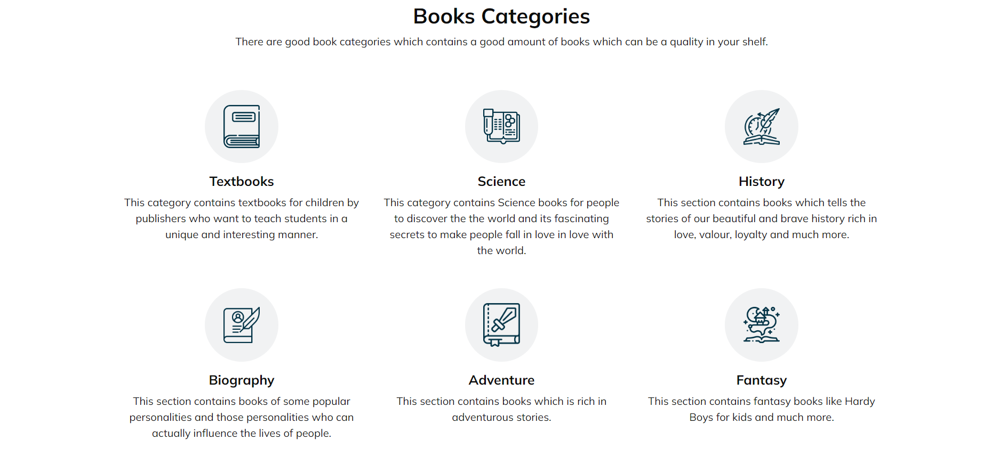 Books Categories
There are good book categories which contains a good amount of books which can be a quality in your shelf.
Textbooks
This category contains textbooks for children by
publishers who want to teach students in a
unique and interesting manner.
Science
This category contains Science books for people
to discover the the world and its fascinating
secrets to make people fall in love in love with
the world.
History
This section contains books which tells the
stories of our beautiful and brave history rich in
love, valour, loyalty and much more.
Biography
This section contains books of some popular
personalities and those personalities who can
actually influence the lives of people.
Adventure
This section contains books which is rich in
adventurous stories.
Fantasy
This section contains fantasy books like Hardy
Boys for kids and much more.